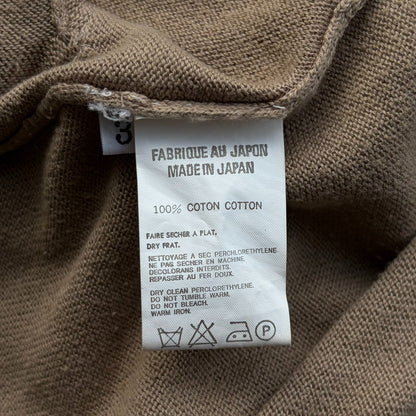 FABRIQUE AU JAPON
MADE IN JAPAN
100% COTON COTTON
FAIRE SECHER A PLAT,
DRY FRAT.
NETTOYAGE A SEC PERCHLORETHYLENE
NE PAS SECHER EN MACHINE.
DECOLORANS INTERDITS.
REPASSER AU FER DOUX.
DRY CLEAN PERCLORETHYLENE.
DO NOT TUMBLE WARM.
DO NOT BLEACH.
WARM IRON.
P